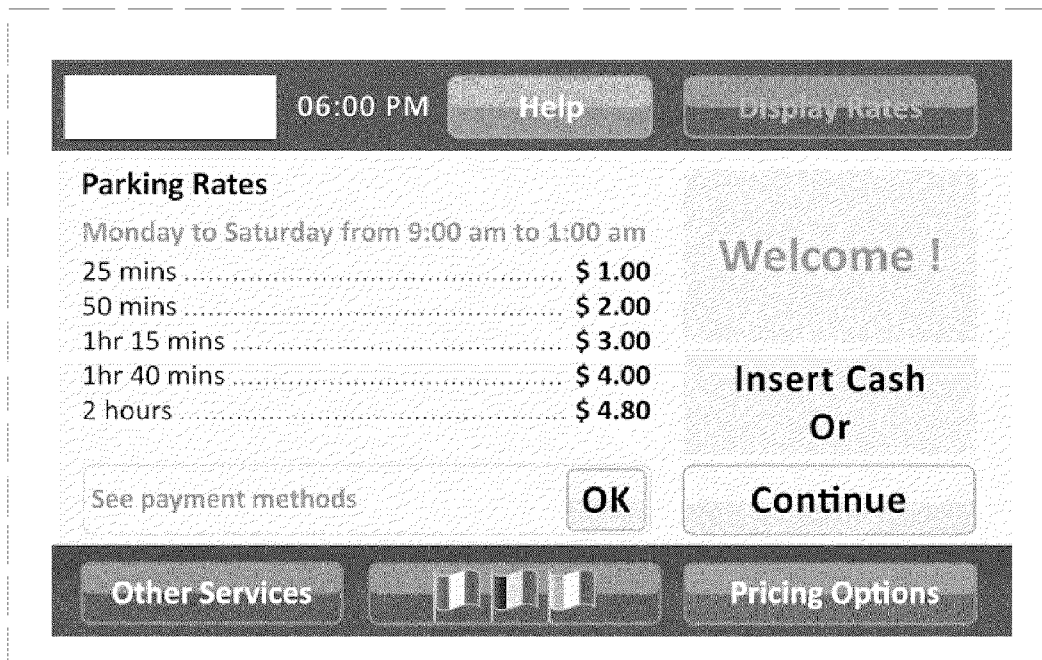 06:00 PM
Help
Display Rates
Parking Rates
Monday to Saturday from 9:00 am to 1:00 am
25 mins ........................................................ $ 1.00
50 mins ........................................................ $ 2.00
1hr 15 mins ................................................. $ 3.00
1hr 40 mins ................................................. $ 4.00
2 hours ......................................................... $ 4.80
Welcome !
Insert Cash
Or
See payment methods
OK
Continue
Other Services
Pricing Options